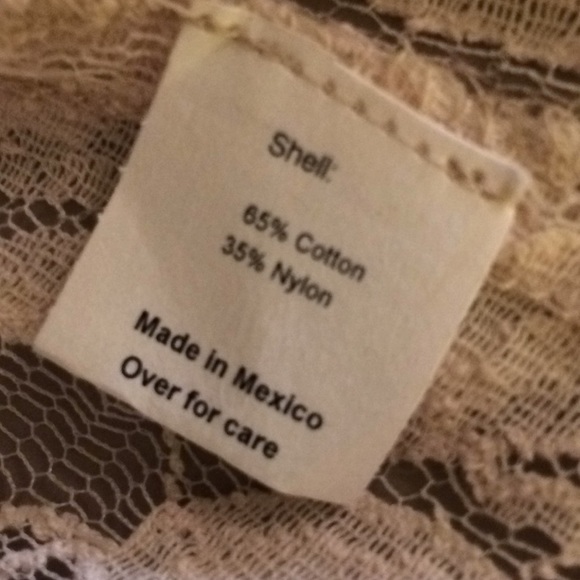 Shell:
65% Cotton
35% Nylon
Made in Mexico
Over for care